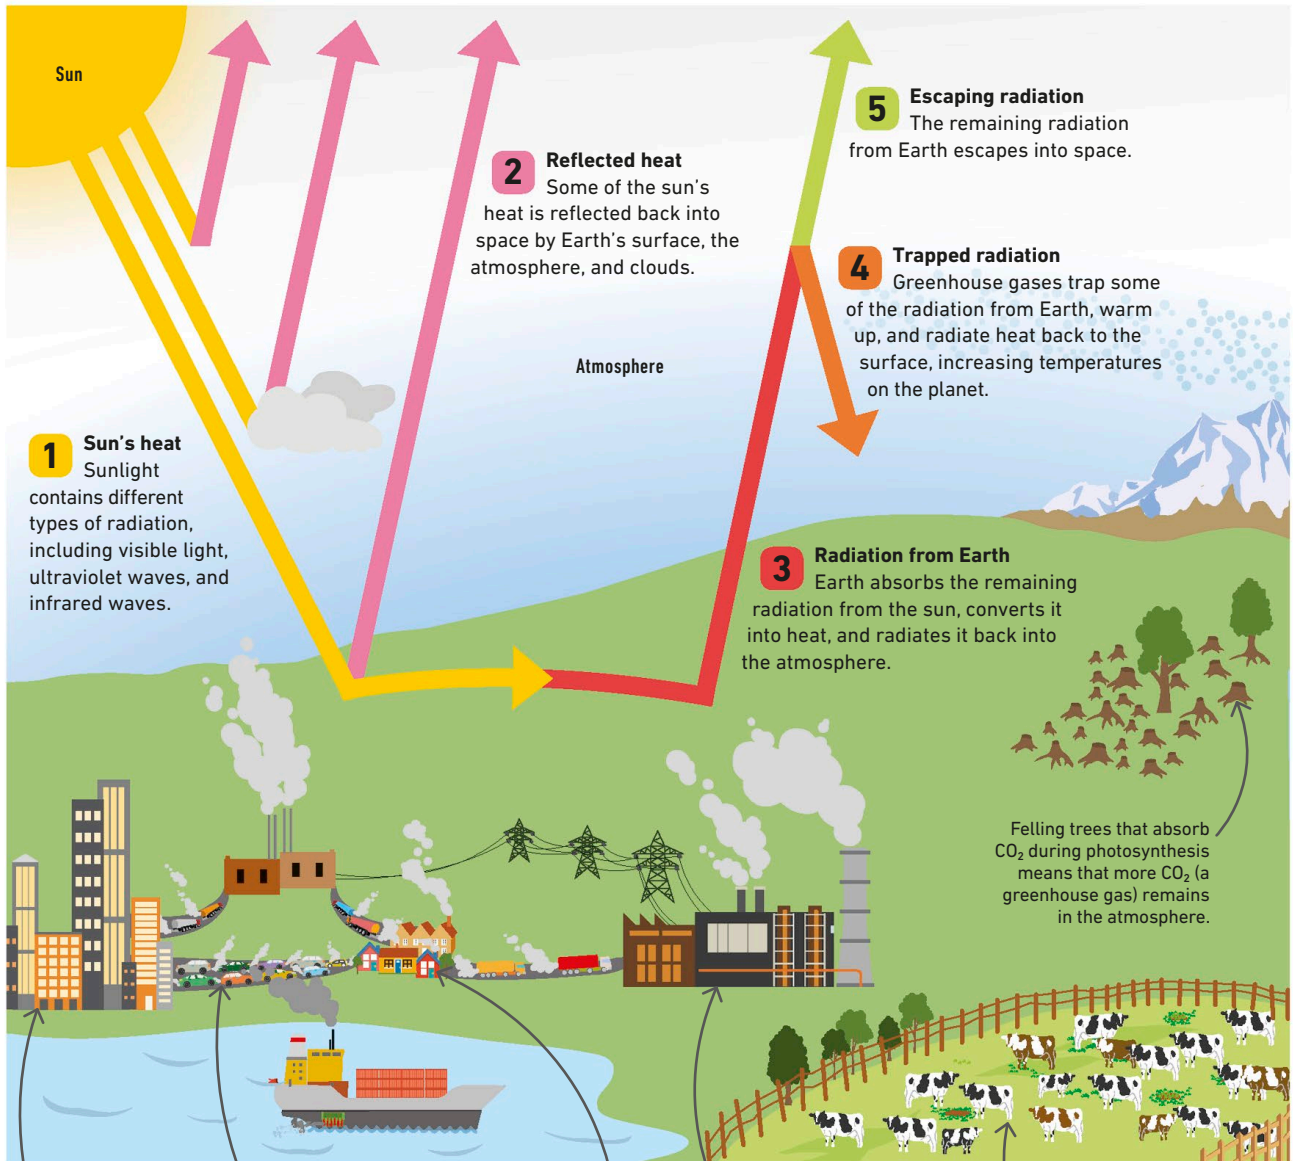 Sun
1 Sun's heat
Sunlight
contains different
types of radiation,
including visible light,
ultraviolet waves, and
infrared waves.
2 Reflected heat
Some of the sun's
heat is reflected back into
space by Earth's surface, the
atmosphere, and clouds.
Atmosphere
3 Radiation from Earth
Earth absorbs the remaining
radiation from the sun, converts it
into heat, and radiates it back into
the atmosphere.
4 Trapped radiation
Greenhouse gases trap some
of the radiation from Earth, warm
up, and radiate heat back to the
surface, increasing temperatures
on the planet.
5 Escaping radiation
The remaining radiation
from Earth escapes into space.
Felling trees that absorb
CO₂ during photosynthesis
means that more CO₂ (a
greenhouse gas) remains
in the atmosphere.